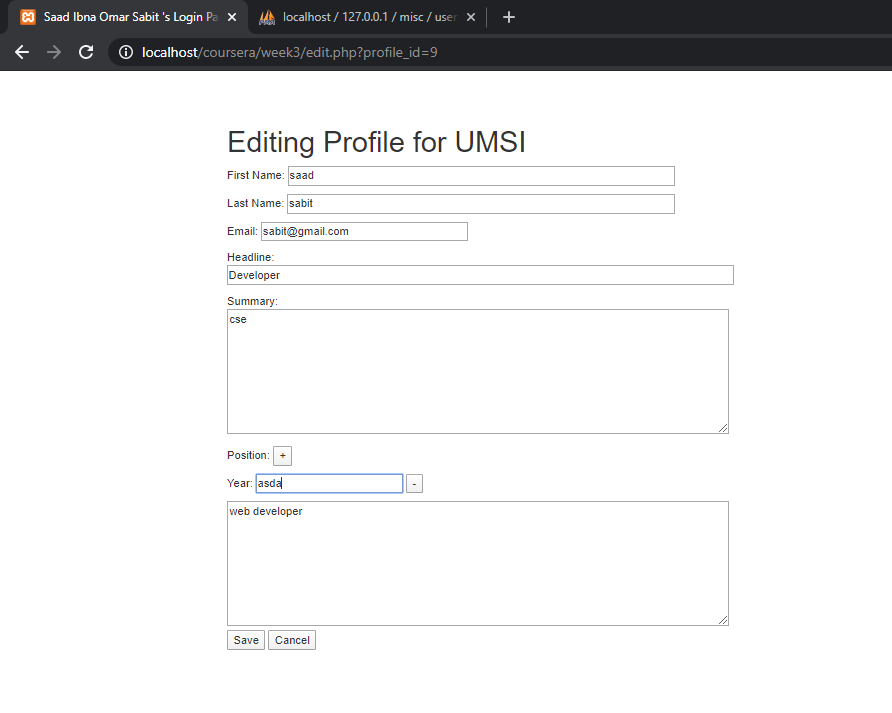 Saad Ibna Omar Sabit 's Login Pa
localhost / 127.0.0.1 / misc / user
localhost/coursera/week3/edit.php?profile_id=9
Editing Profile for UMSI
First Name: saad
Last Name: sabit
Email: sabit@gmail.com
Headline:
Developer
Summary:
cse
Position: +
Year: asda -
web developer
Save Cancel